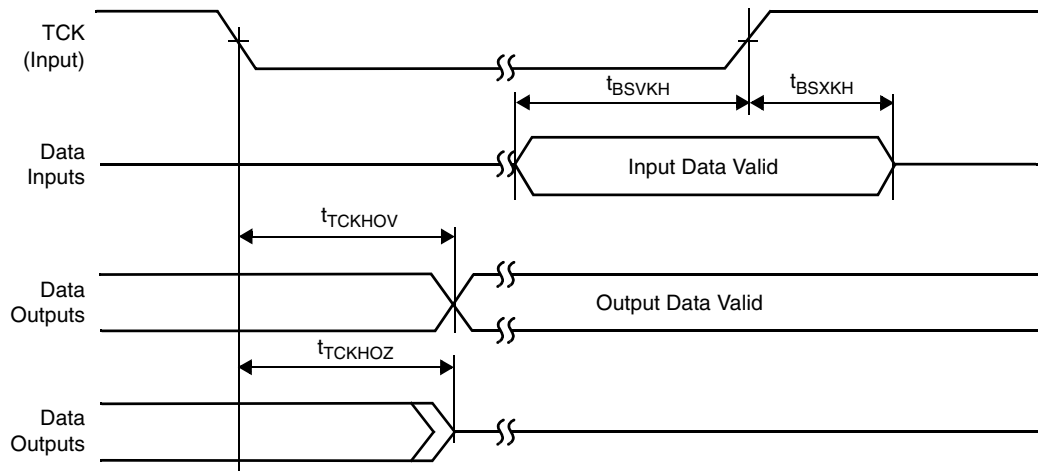 TCK
(Input)
tBSVKH
tBSXKH
Data
Inputs
Input Data Valid
tTCKHOV
Data
Outputs
Output Data Valid
tTCKHOZ
Data
Outputs